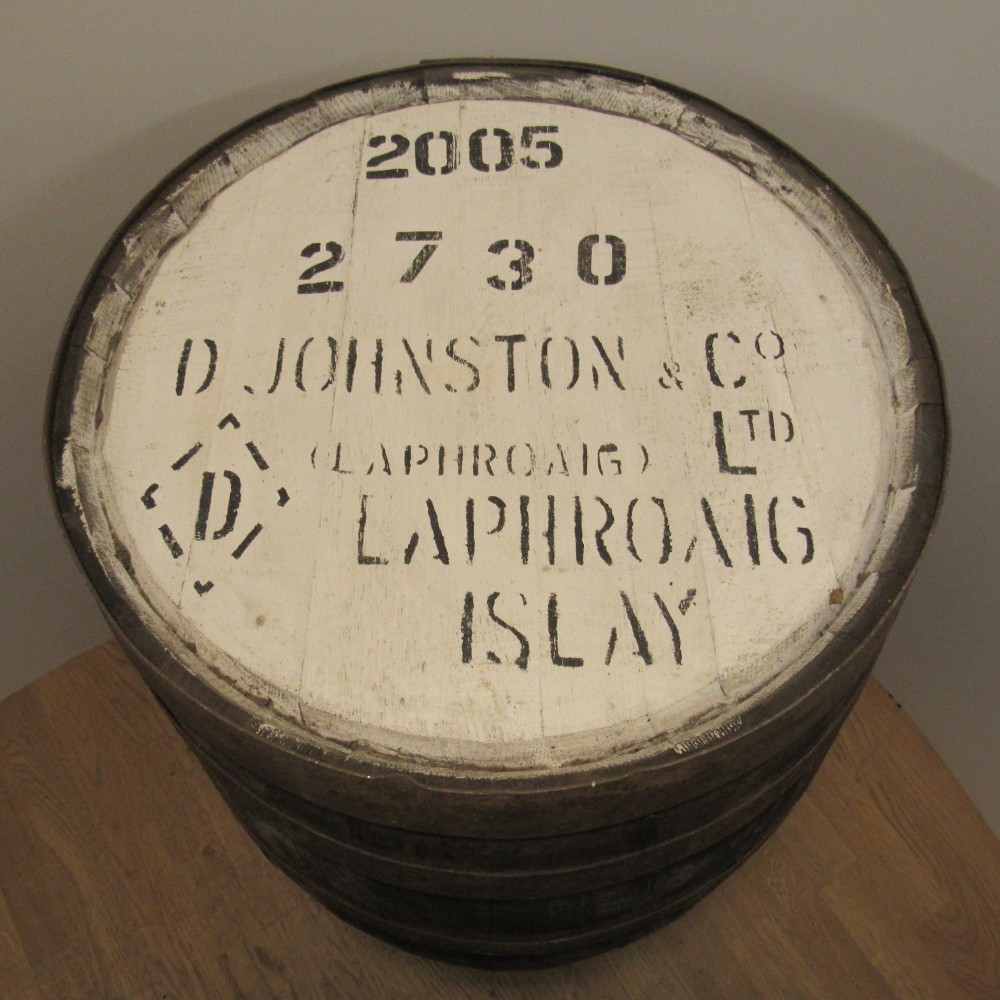 2005
2730
D JOHNSTON & Cº
LTD
(LAPHROAIG)
D
LAPHROAIG
ISLAY